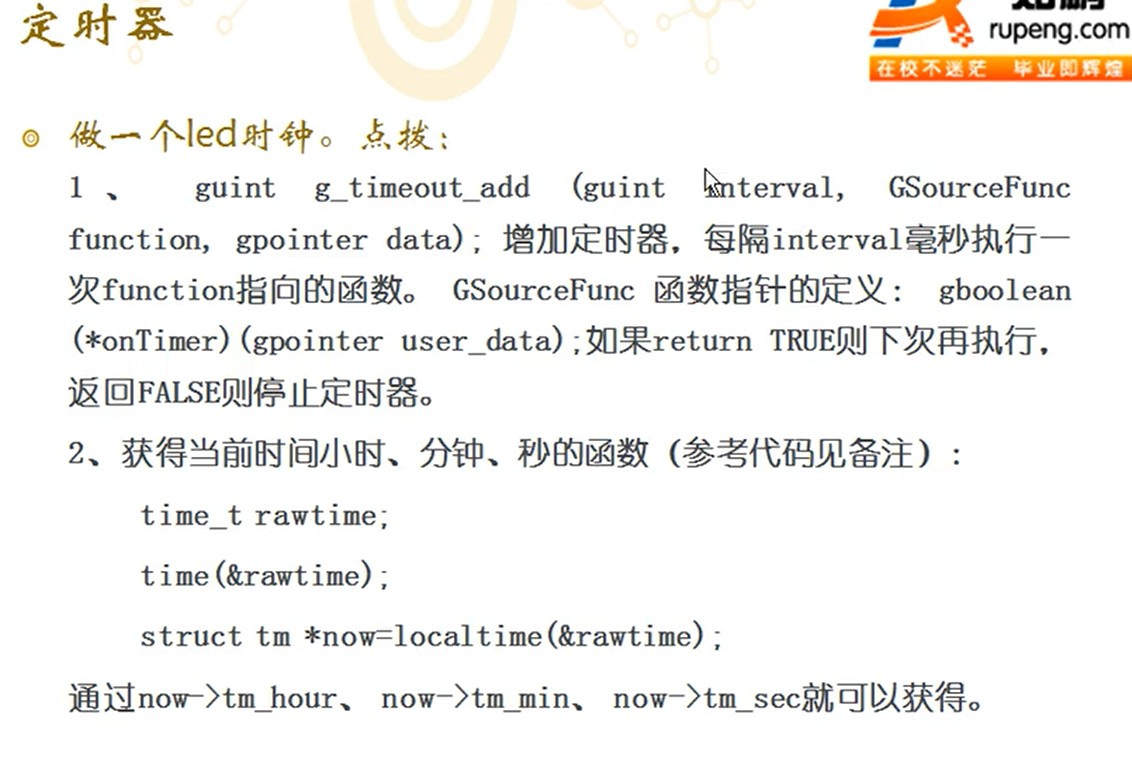 定时器
rupeng.com
在校不迷茫 毕业即辉煌
做一个led时钟。点拨：
1、 guint g_timeout_add (guint interval, GSourceFunc
function, gpointer data); 增加定时器，每隔interval毫秒执行一
次function指向的函数。 GSourceFunc 函数指针的定义： gboolean
(*onTimer)(gpointer user_data);如果return TRUE则下次再执行，
返回FALSE则停止定时器。
2、获得当前时间小时、分钟、秒的函数（参考代码见备注）:
time_t rawtime;
time(&rawtime);
struct tm *now=localtime(&rawtime);
通过now->tm_hour、 now->tm_min、 now->tm_sec就可以获得。